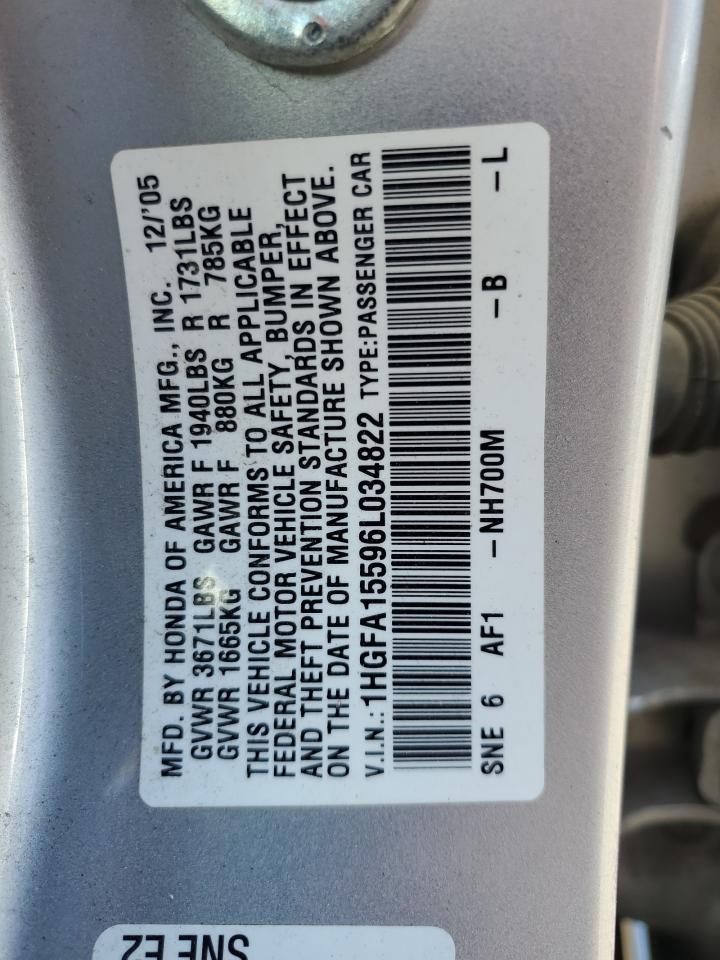 MFD. BY HONDA OF AMERICA MFG., INC. 12/'05
GVWR 3671LBS GAWR F 1940LBS R 1731LBS
GVWR 1665KG GAWR F 880KG R 785KG
THIS VEHICLE CONFORMS TO ALL APPLICABLE
FEDERAL MOTOR VEHICLE SAFETY, BUMPER,
AND THEFT PREVENTION STANDARDS IN EFFECT
ON THE DATE OF MANUFACTURE SHOWN ABOVE.
V.I.N.: 1HGFA15596L034822 TYPE:PASSENGER CAR
SNE 6 AF1 -NH700M -B -L
SNE E2